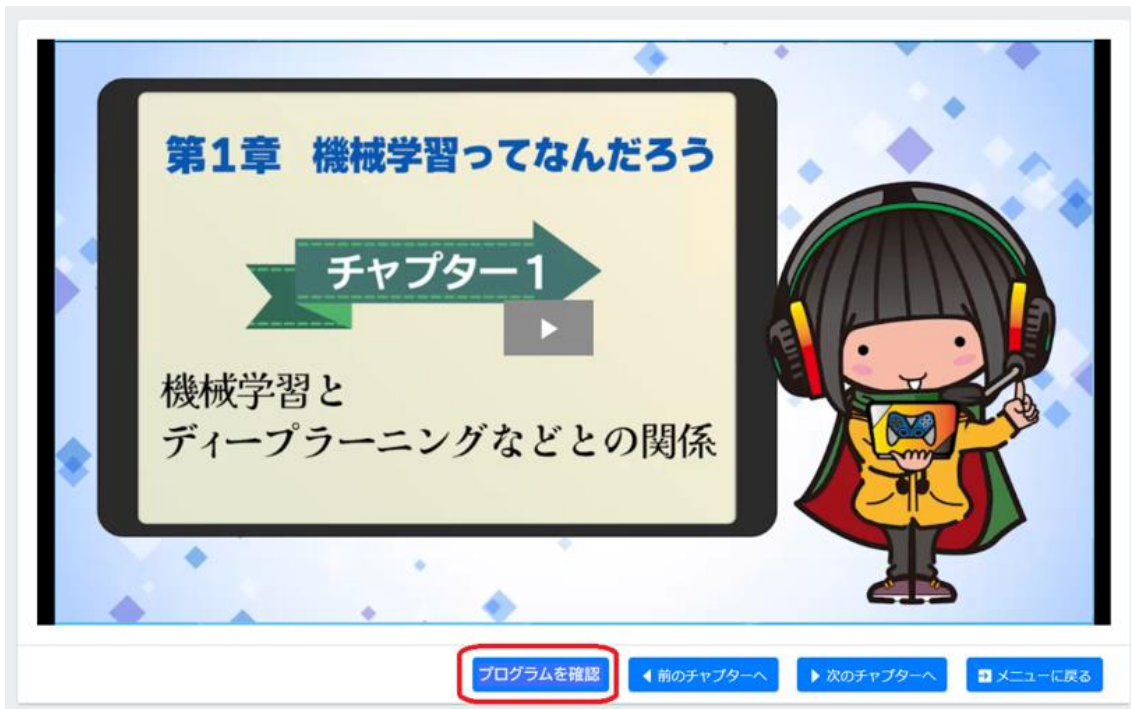 第1章 機械学習ってなんだろう
チャプター1
機械学習と
ディープラーニングなどとの関係
プログラムを確認
前のチャプターへ
次のチャプターへ
メニューに戻る